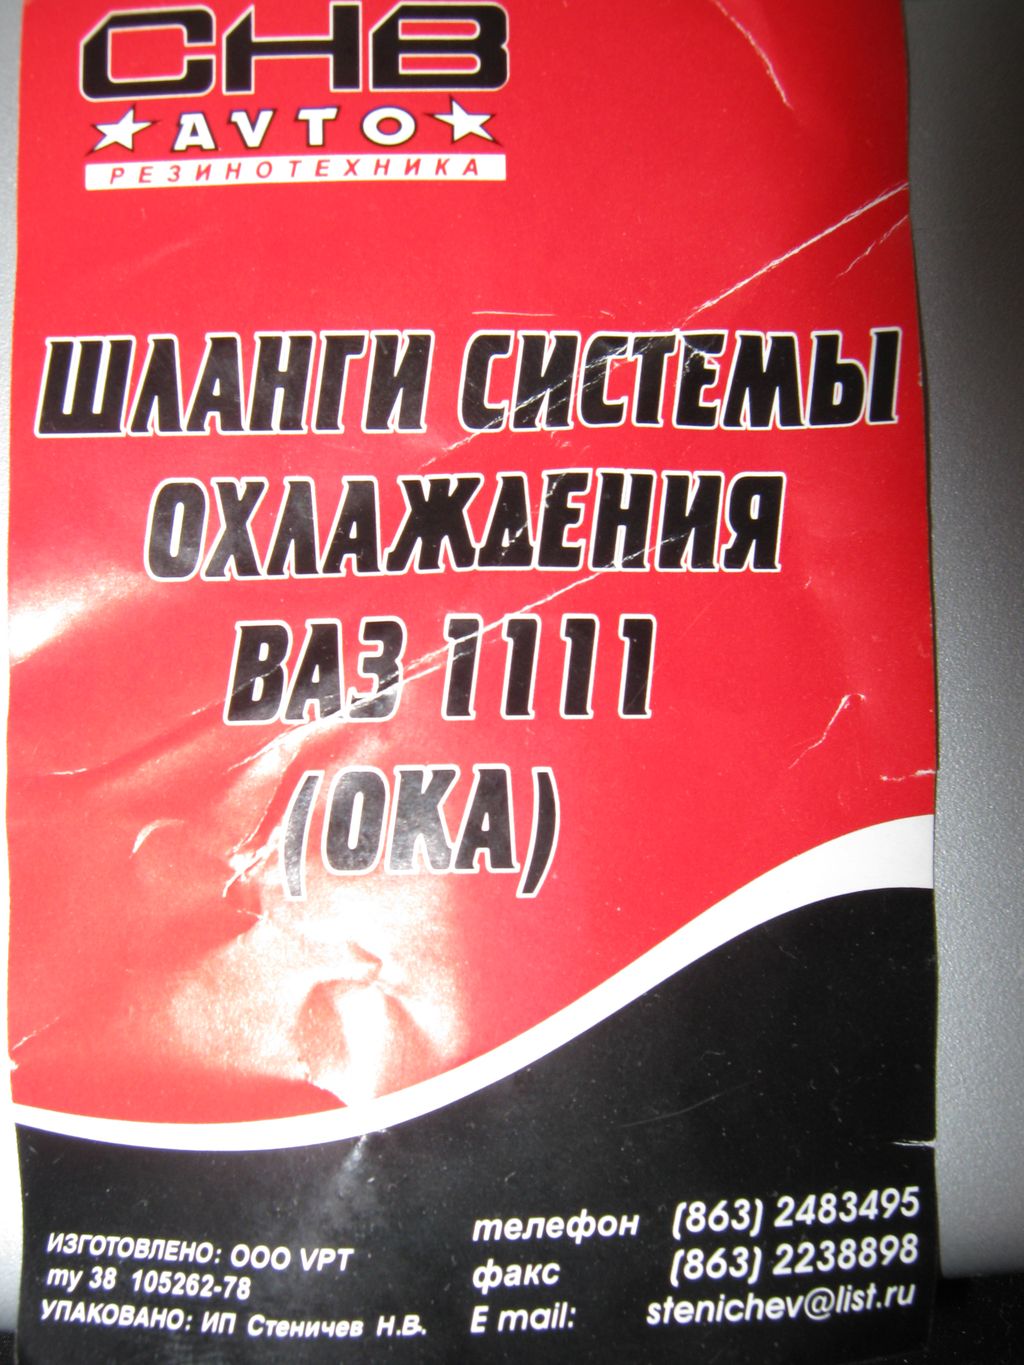 СНВ
AVTO
РЕЗИНОТЕХНИКА
ШЛАНГИ СИСТЕМЫ
ОХЛАЖДЕНИЯ
ВАЗ 1111
(ОКА)
ИЗГОТОВЛЕНО: ООО VPT
ту 38 105262-78
УПАКОВАНО: ИП Стеничев Н.В.
телефон (863) 2483495
факс (863) 2238898
E mail: stenichev@list.ru